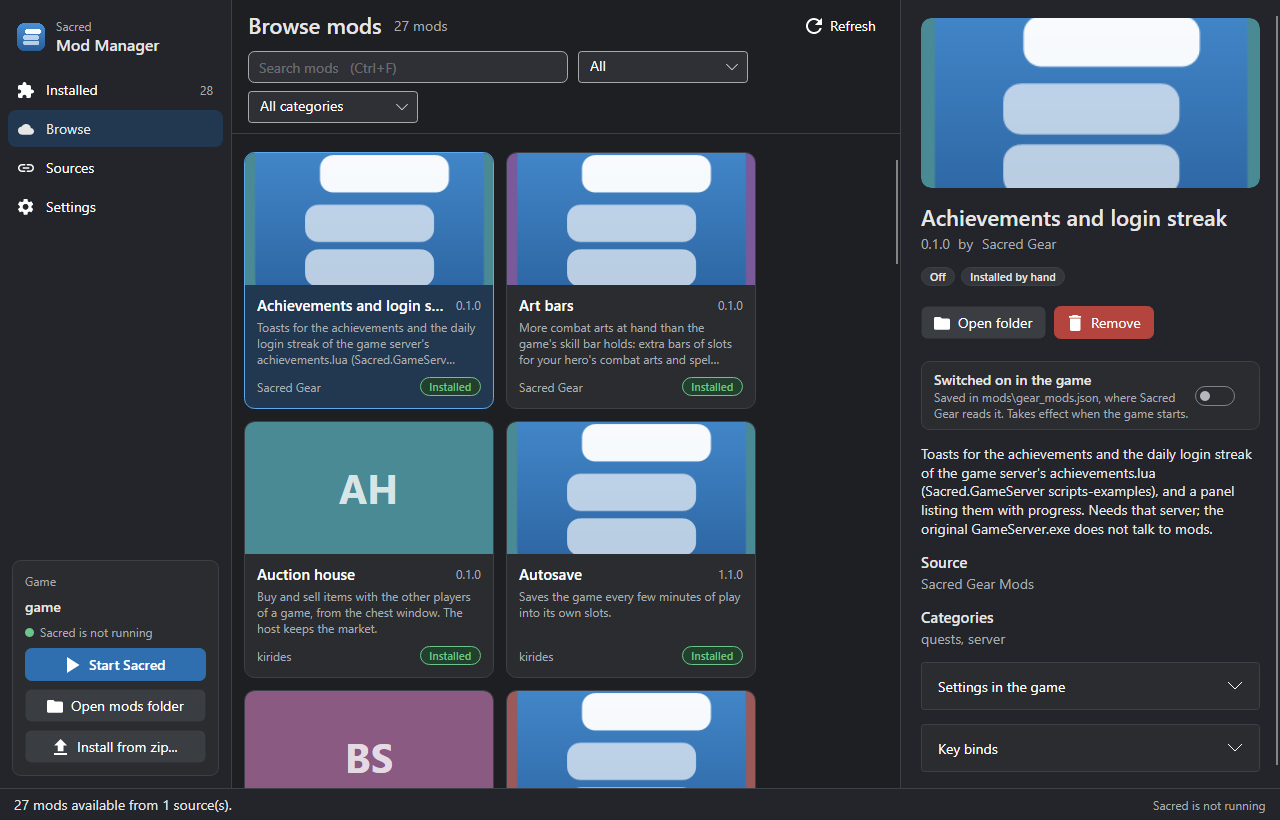 Sacred
Mod Manager
Installed 28
Browse
Sources
Settings
Game
game
Sacred is not running
Start Sacred
Open mods folder
Install from zip...
Browse mods 27 mods
Refresh
Search mods (Ctrl+F)
All
All categories
Achievements and login s... 0.1.0
Toasts for the achievements and the daily
login streak of the game server's
achievements.lua (Sacred.GameServ...
Sacred Gear Installed
Art bars 0.1.0
More combat arts at hand than the
game's skill bar holds: extra bars of slots
for your hero's combat arts and spel...
Sacred Gear Installed
AH
Auction house 0.1.0
Buy and sell items with the other players
of a game, from the chest window. The
host keeps the market.
kirides Installed
Autosave 1.1.0
Saves the game every few minutes of play
into its own slots.
kirides Installed
BS
Achievements and login streak
0.1.0 by Sacred Gear
Off Installed by hand
Open folder Remove
Switched on in the game
Saved in mods\gear_mods.json, where Sacred
Gear reads it. Takes effect when the game starts.
Toasts for the achievements and the daily login streak
of the game server's achievements.lua
(Sacred.GameServer scripts-examples), and a panel
listing them with progress. Needs that server; the
original GameServer.exe does not talk to mods.
Source
Sacred Gear Mods
Categories
quests, server
Settings in the game
Key binds
27 mods available from 1 source(s).
Sacred is not running